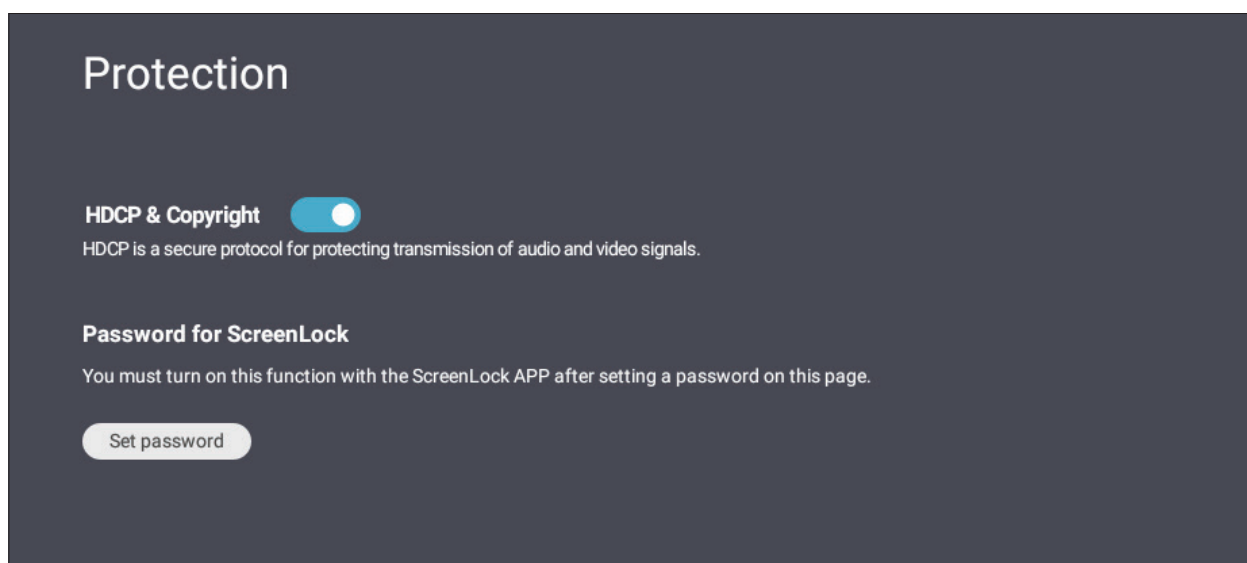 Protection
HDCP & Copyright
HDCP is a secure protocol for protecting transmission of audio and video signals.
Password for ScreenLock
You must turn on this function with the ScreenLock APP after setting a password on this page.
Set password